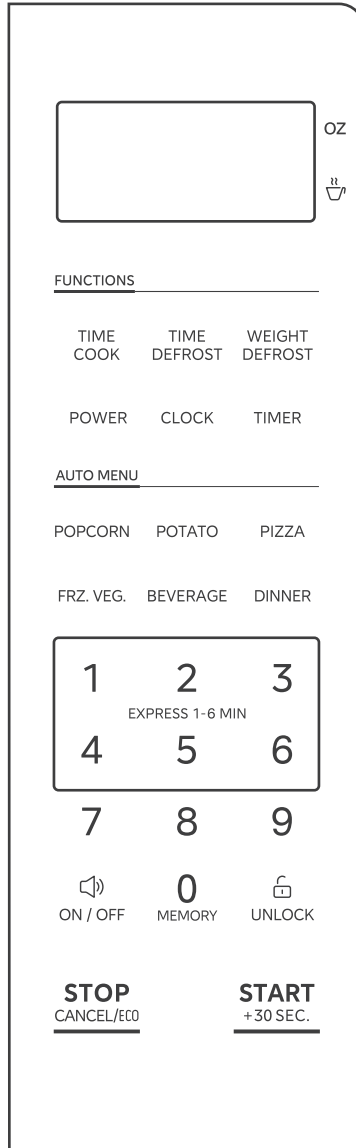 OZ
FUNCTIONS
TIME COOK
TIME DEFROST
WEIGHT DEFROST
POWER CLOCK TIMER
AUTO MENU
POPCORN POTATO PIZZA
FRZ. VEG. BEVERAGE DINNER
1 2 3
EXPRESS 1-6 MIN
4 5 6
7 8 9
ON / OFF
0
MEMORY
UNLOCK
STOP
CANCEL/ECO
START
+30 SEC.